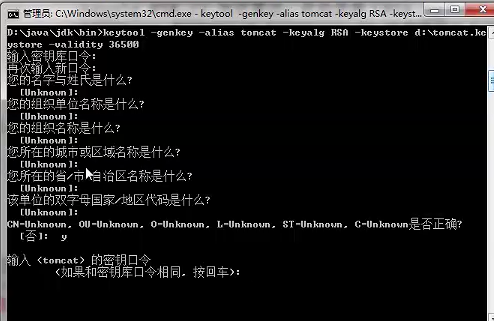 管理员: C:\Windows\system32\cmd.exe - keytool -genkey -alias tomcat -keyalg RSA -keyst...
D:\java\jdk\bin>keytool -genkey -alias tomcat -keyalg RSA -keystore d:\tomcat.ke
ystore -validity 36500
输入密钥库口令:
再次输入新口令:
您的名字与姓氏是什么?
[Unknown]:
您的组织单位名称是什么?
[Unknown]:
您的组织名称是什么?
[Unknown]:
您所在的城市或区域名称是什么?
[Unknown]:
您所在的省/市/自治区名称是什么?
[Unknown]:
该单位的双字母国家/地区代码是什么?
[Unknown]:
CN=Unknown, OU=Unknown, O=Unknown, L=Unknown, ST=Unknown, C=Unknown是否正确?
[否]: y
输入 <tomcat> 的密钥口令
(如果和密钥库口令相同, 按回车):